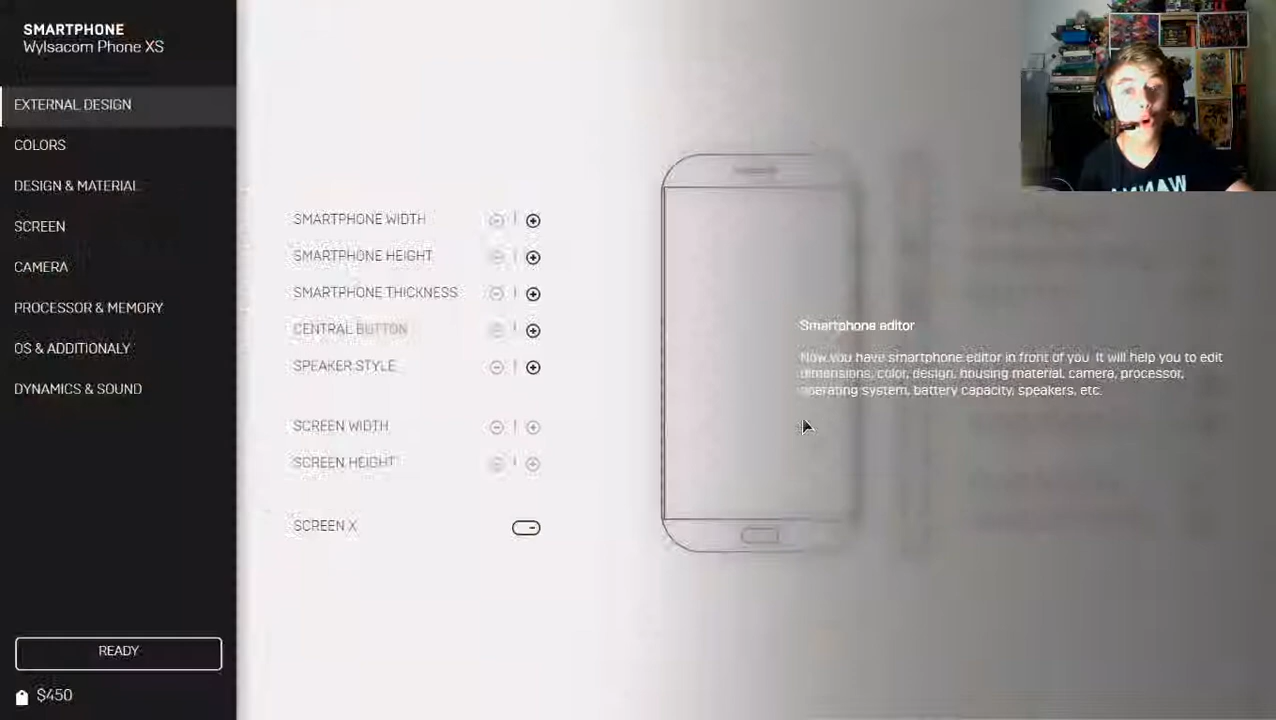 SMARTPHONE
Wylsacom Phone XS
EXTERNAL DESIGN
COLORS
DESIGN & MATERIAL
SCREEN
CAMERA
PROCESSOR & MEMORY
OS & ADDITIONALY
DYNAMICS & SOUND
READY
$450
SMARTPHONE WIDTH
SMARTPHONE HEIGHT
SMARTPHONE THICKNESS
CENTRAL BUTTON
SPEAKER STYLE
SCREEN WIDTH
SCREEN HEIGHT
SCREEN X
Smartphone editor
Now you have smartphone editor in front of you. It will help you to edit
dimensions, color, design, housing material, camera, processor,
operating system, battery capacity, speakers, etc.